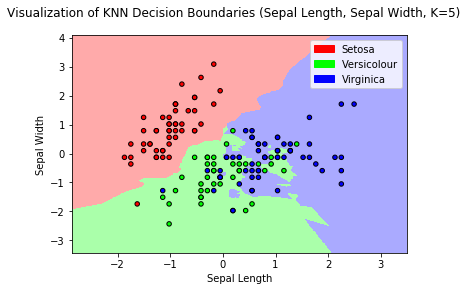 Visualization of KNN Decision Boundaries (Sepal Length, Sepal Width, K=5)
4
3
2
1
0
−1
−2
−3
Sepal Width
Setosa
Versicolour
Virginica
−2
−1
0
1
2
3
Sepal Length